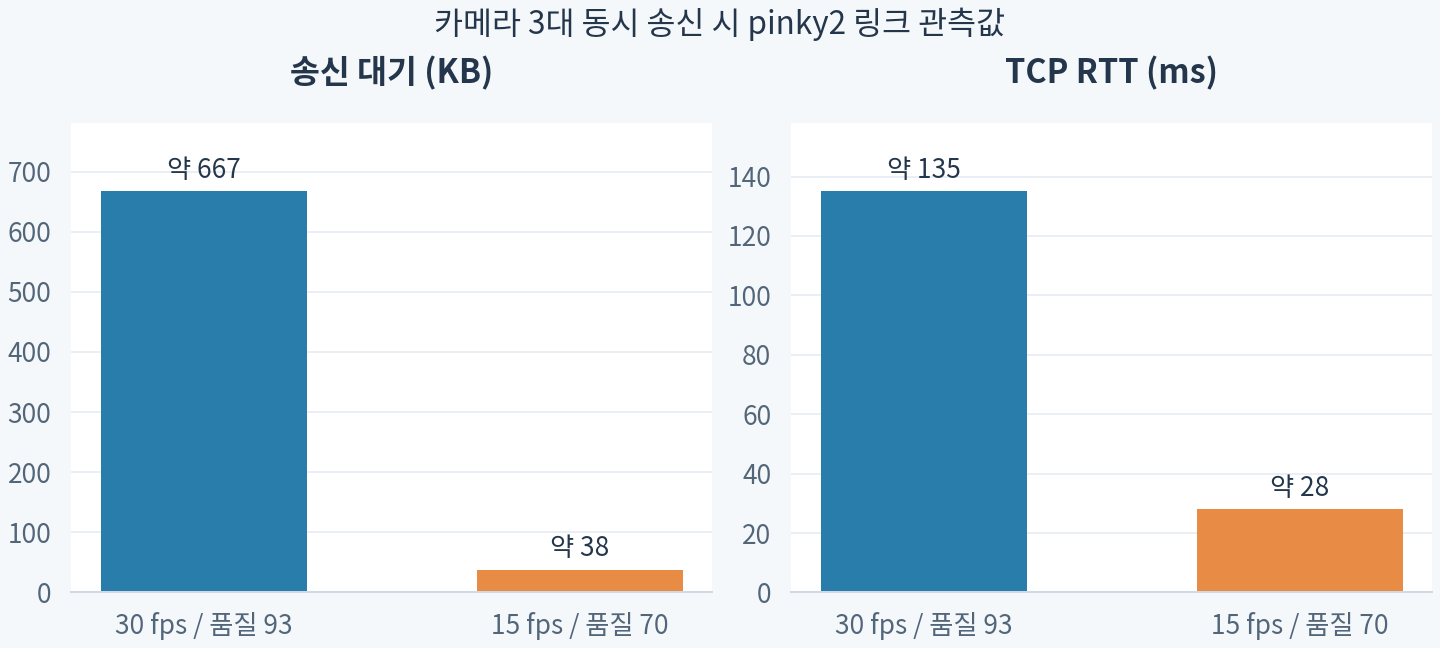 카메라 3대 동시 송신 시 pinky2 링크 관측값
송신 대기 (KB)
700
600
500
400
300
200
100
0
약 667
약 38
30 fps / 품질 93
15 fps / 품질 70
TCP RTT (ms)
140
120
100
80
60
40
20
0
약 135
약 28
30 fps / 품질 93
15 fps / 품질 70